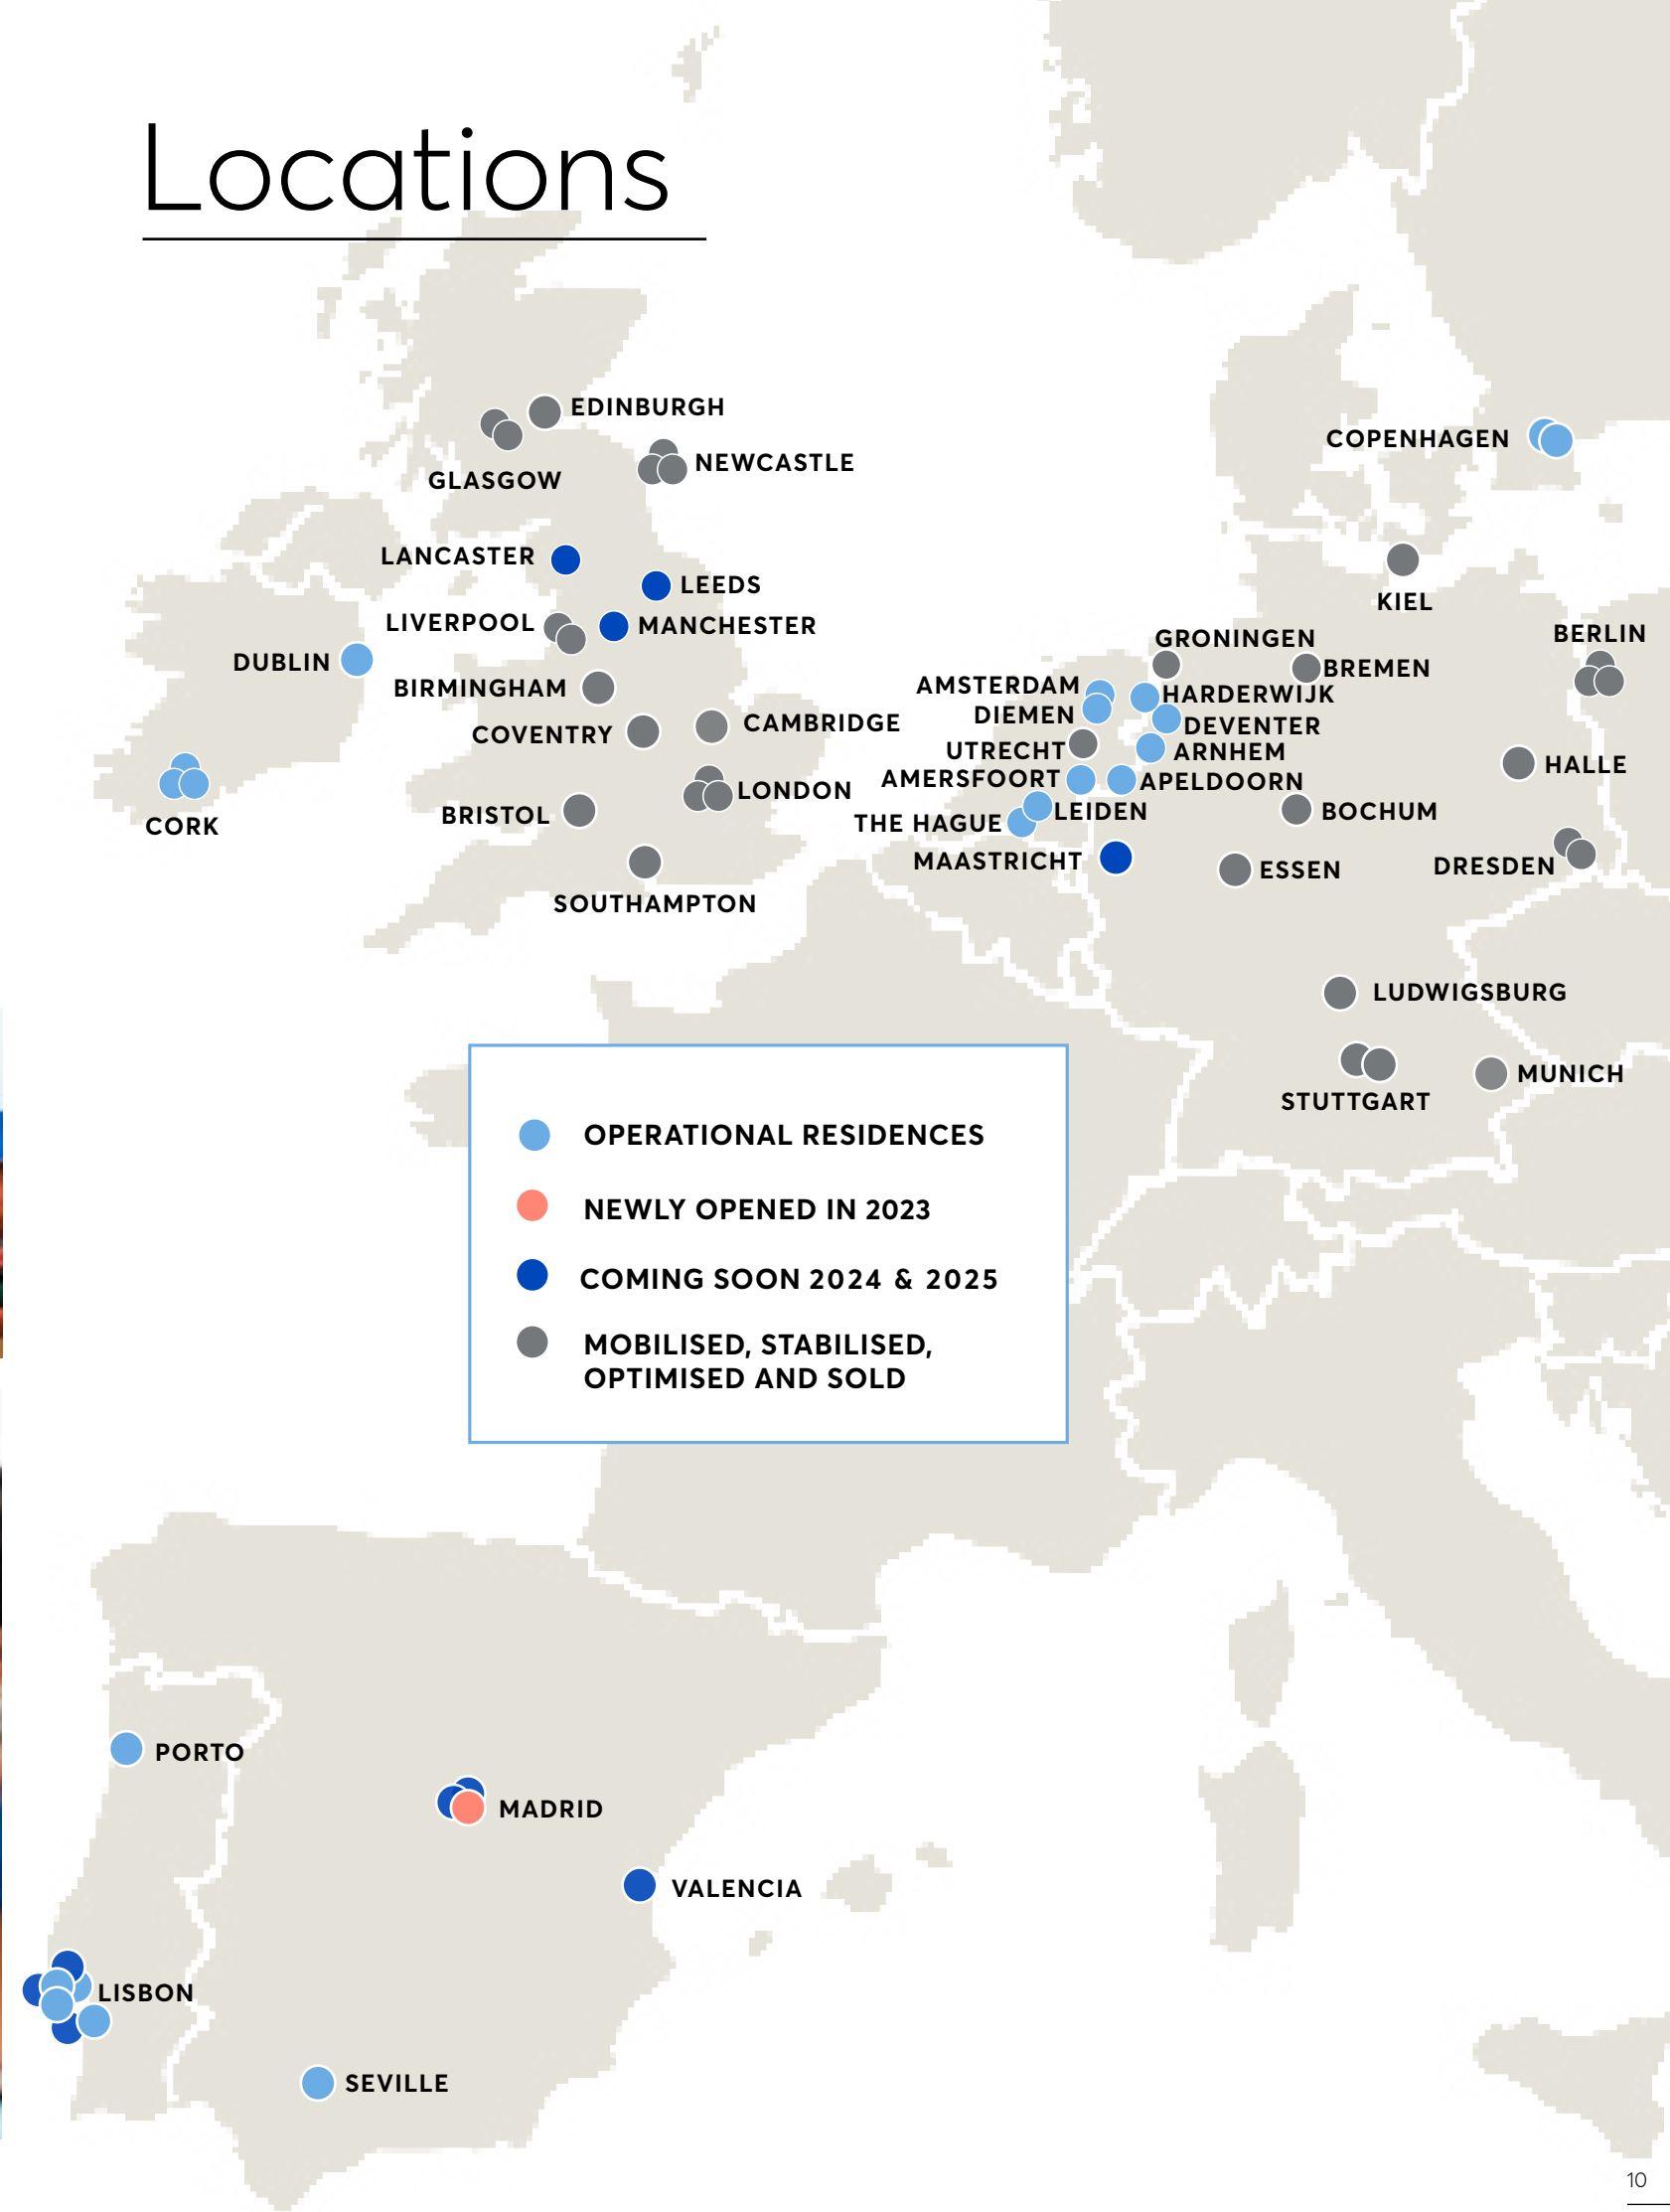 Locations
EDINBURGH
GLASGOW
NEWCASTLE
COPENHAGEN
LANCASTER
LEEDS
KIEL
LIVERPOOL
MANCHESTER
DUBLIN
BIRMINGHAM
COVENTRY
CAMBRIDGE
LONDON
BRISTOL
CORK
SOUTHAMPTON
GRONINGEN
BERLIN
BREMEN
AMSTERDAM
HARDERWIJK
DIEMEN
DEVENTER
UTRECHT
ARNHEM
HALLE
AMERSFOORT
APELDOORN
LEIDEN
BOCHUM
THE HAGUE
MAASTRICHT
ESSEN
DRESDEN
LUDWIGSBURG
STUTTGART
MUNICH
OPERATIONAL RESIDENCES
NEWLY OPENED IN 2023
COMING SOON 2024 & 2025
MOBILISED, STABILISED,
OPTIMISED AND SOLD
PORTO
MADRID
VALENCIA
LISBON
SEVILLE
10